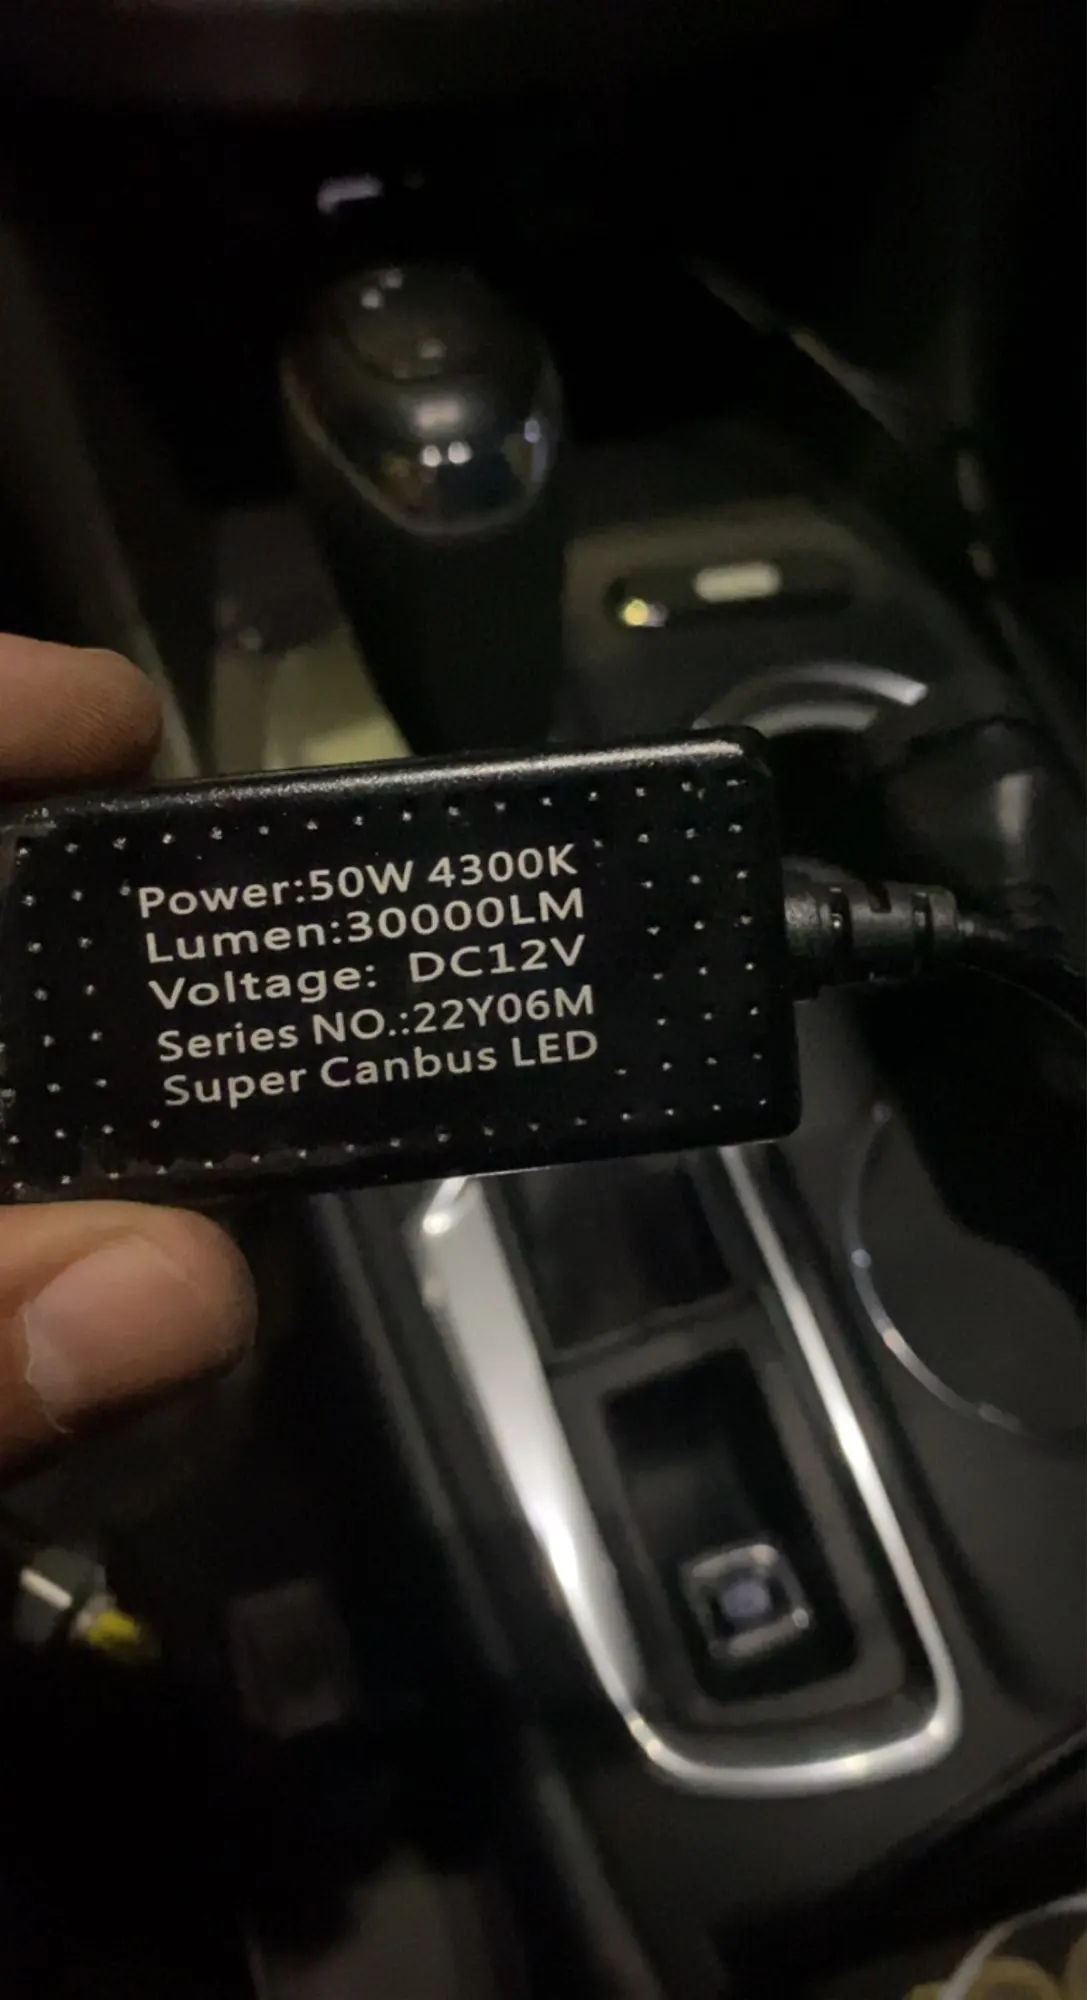 Power:50W 4300K
Lumen:30000LM
Voltage: DC12V
Series NO.:22Y06M
Super Canbus LED